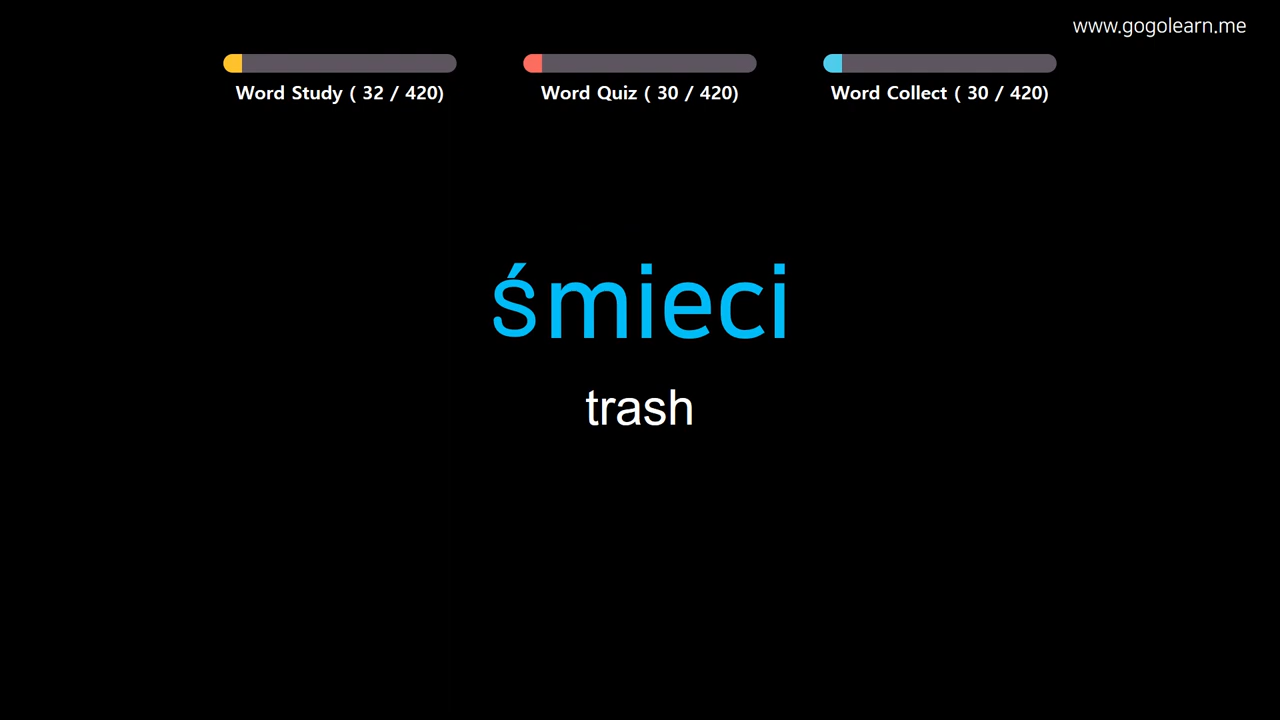 www.gogolearn.me
Word Study ( 32 / 420)
Word Quiz ( 30 / 420)
Word Collect ( 30 / 420)
śmieci
trash